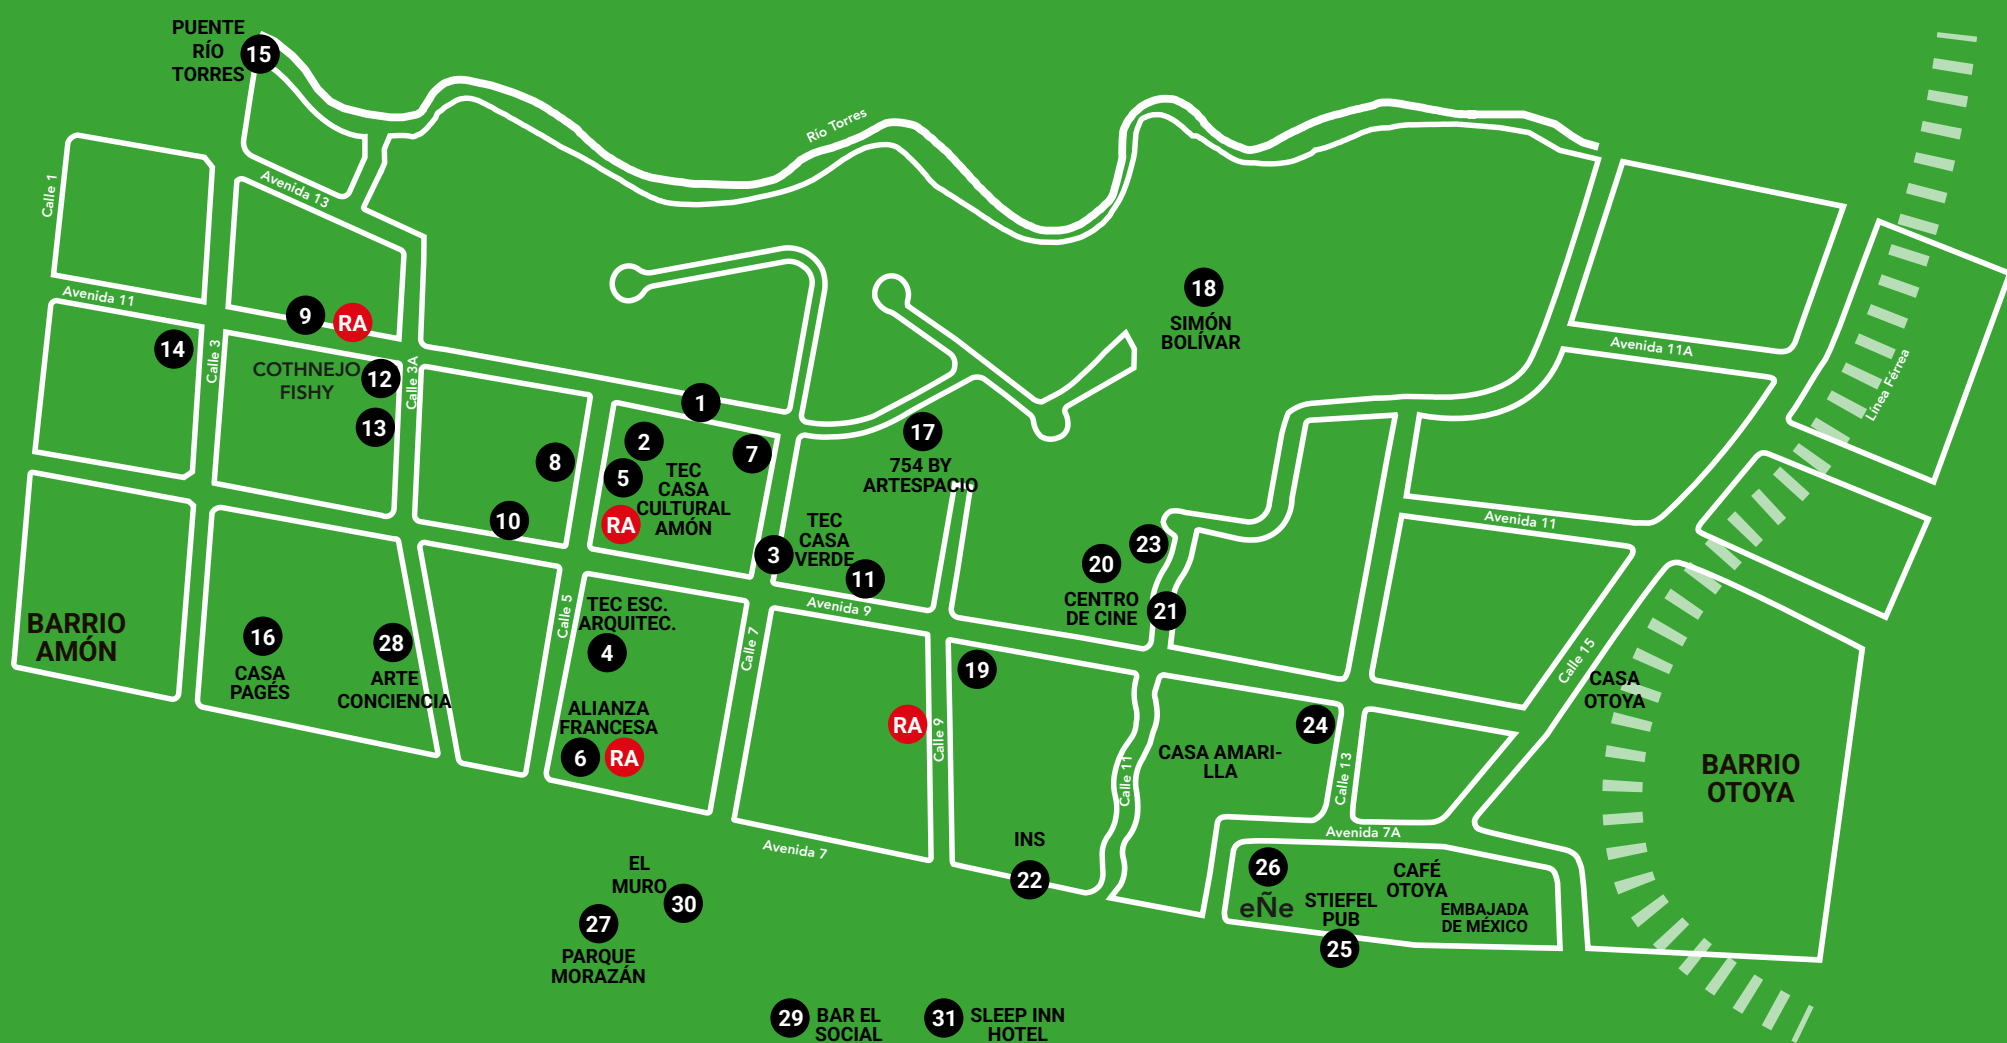 PUENTE
RÍO
TORRES
15
Río Torres
Calle 1
Avenida 13
Avenida 11
9
RA
14
Calle 3
COTHNEJO
FISHY
12
Calle 3A
13
18
SIMÓN
BOLÍVAR
Avenida 11A
Línea Férrea
1
2
7
5
TEC
CASA
CULTURAL
AMÓN
RA
8
10
17
754 BY
ARTESPACIO
TEC
CASA
VERDE
3
11
Avenida 9
23
20
CENTRO
DE CINE
21
Avenida 11
BARRIO
AMÓN
16
CASA
PAGÉS
28
ARTE
CONCIENCIA
Calle 5
TEC ESC.
ARQUITEC.
4
ALIANZA
FRANCESA
6
RA
Calle 7
19
RA
Calle 9
Calle 11
24
CASA AMARI-
LLA
Calle 13
Calle 15
CASA
OTOYA
BARRIO
OTOYA
Avenida 7
INS
22
Avenida 7A
26
eÑe
STIEFEL
PUB
25
CAFÉ
OTOYA
EMBAJADA
DE MÉXICO
EL
MURO
30
27
PARQUE
MORAZÁN
29
BAR EL
SOCIAL
31
SLEEP INN
HOTEL